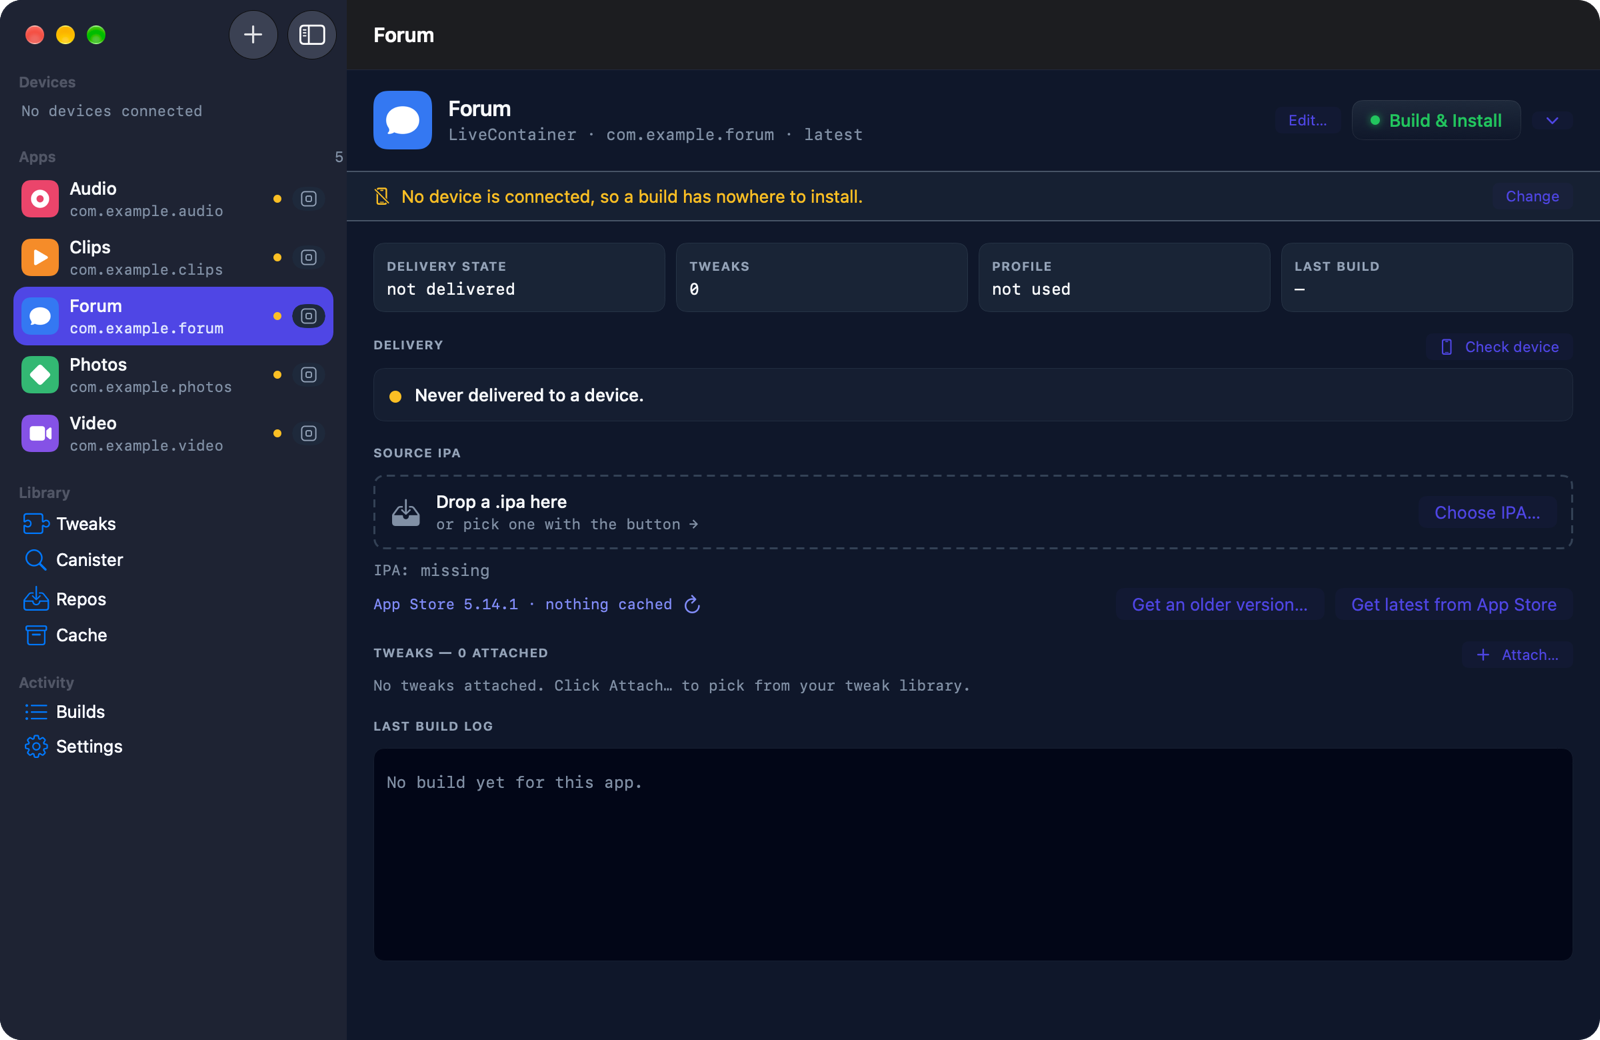 Forum
Devices
No devices connected
Apps 5
Audio
com.example.audio
Clips
com.example.clips
Forum
com.example.forum
Photos
com.example.photos
Video
com.example.video
Library
Tweaks
Canister
Repos
Cache
Activity
Builds
Settings
Forum
LiveContainer · com.example.forum · latest
Edit...
Build & Install
No device is connected, so a build has nowhere to install.
Change
DELIVERY STATE
not delivered
TWEAKS
0
PROFILE
not used
LAST BUILD
—
DELIVERY
Check device
Never delivered to a device.
SOURCE IPA
Drop a .ipa here
or pick one with the button →
Choose IPA...
IPA: missing
App Store 5.14.1 · nothing cached
Get an older version...
Get latest from App Store
TWEAKS — 0 ATTACHED
Attach...
No tweaks attached. Click Attach… to pick from your tweak library.
LAST BUILD LOG
No build yet for this app.